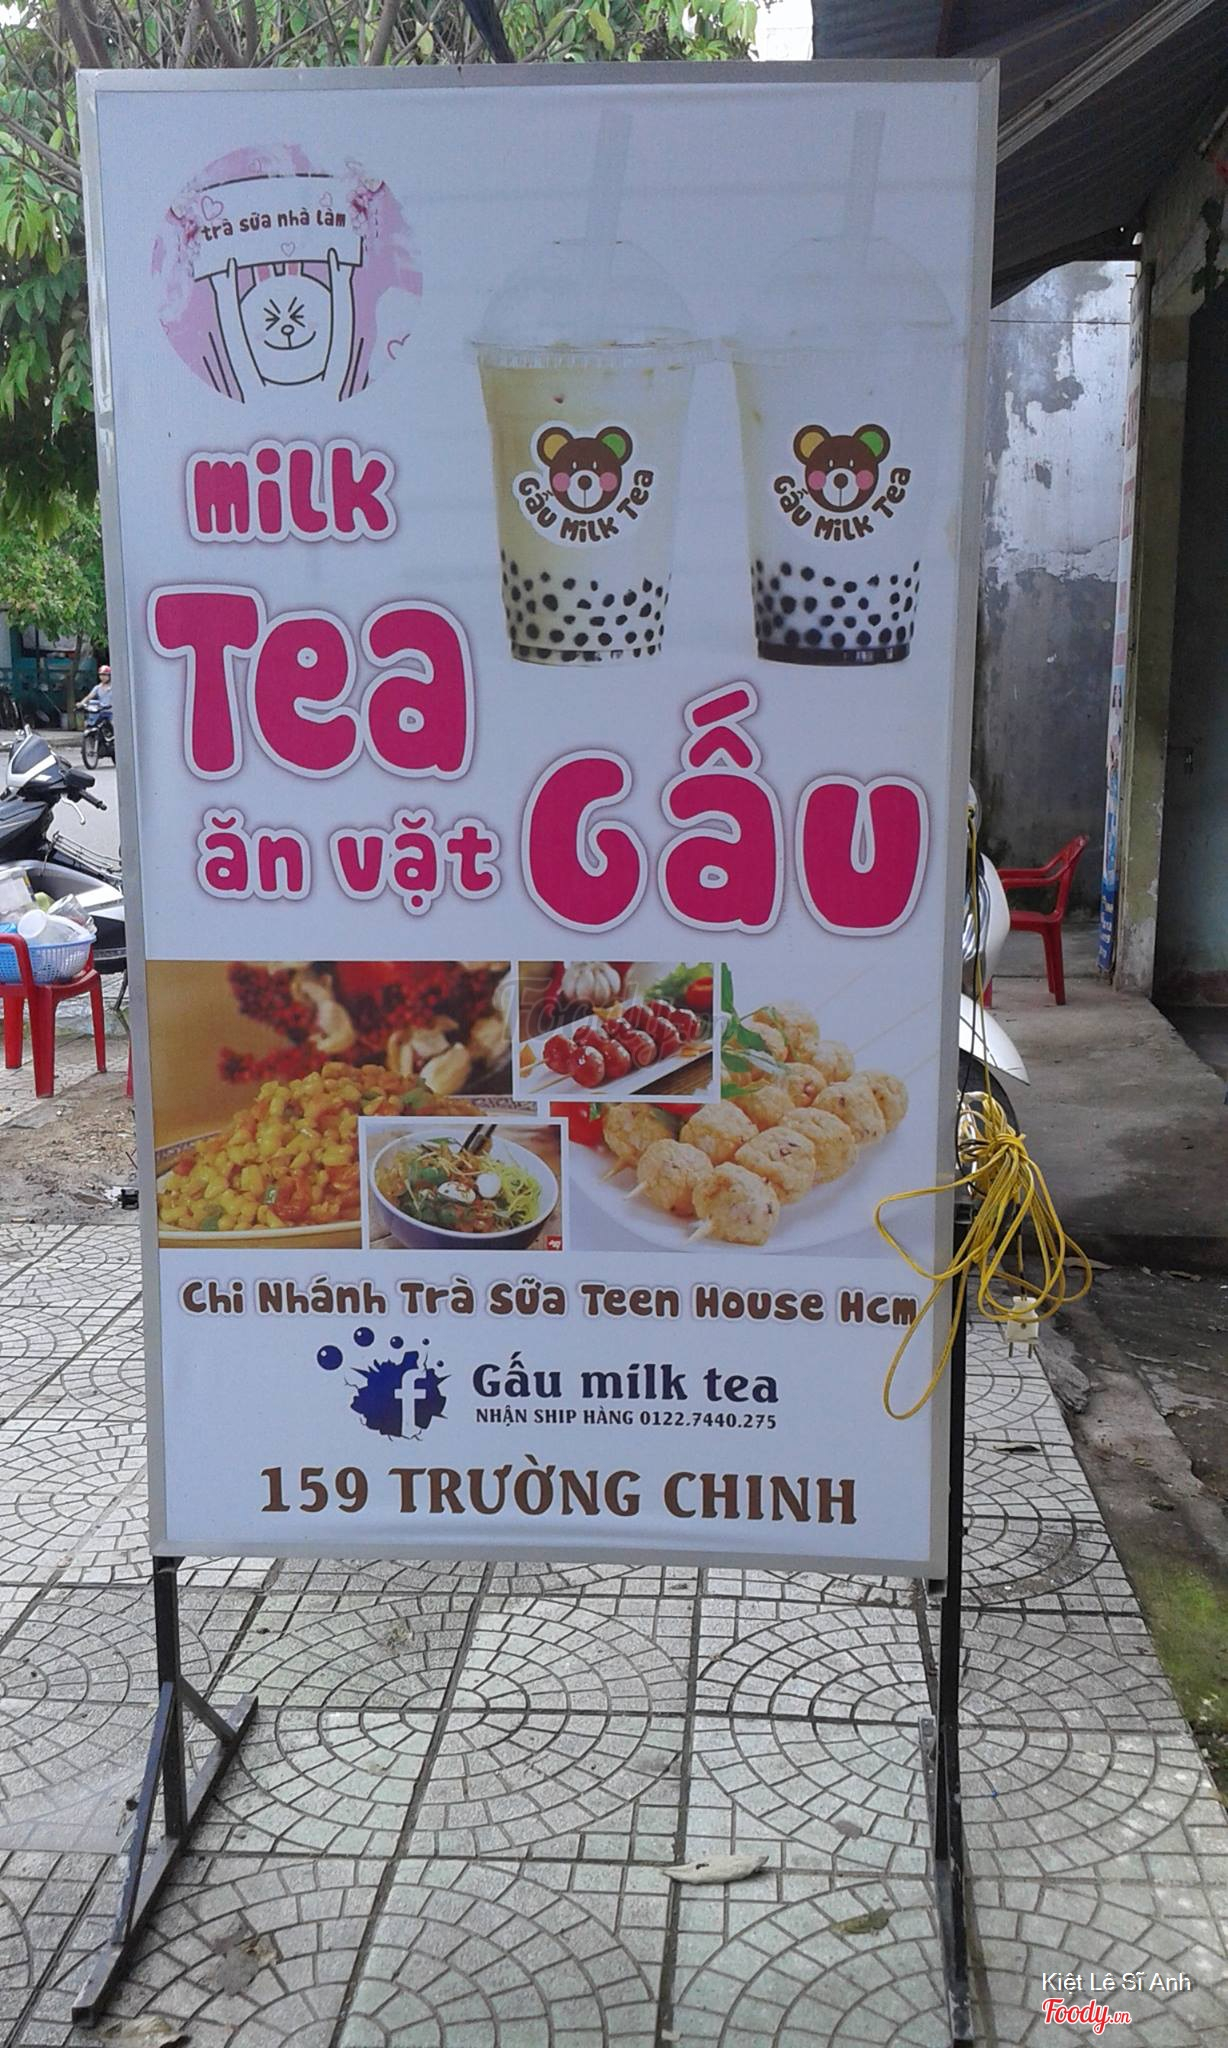 trà sữa nhà làm
Gấu Milk Tea
Gấu Milk Tea
Milk
Tea
ăn vặt Gấu
Foody.vn
Chi Nhánh Trà Sữa Teen House Hcm
f
Gấu milk tea
NHẬN SHIP HÀNG 0122.7440.275
159 TRƯỜNG CHINH
Kiệt Lê Sĩ Anh
Foody.vn